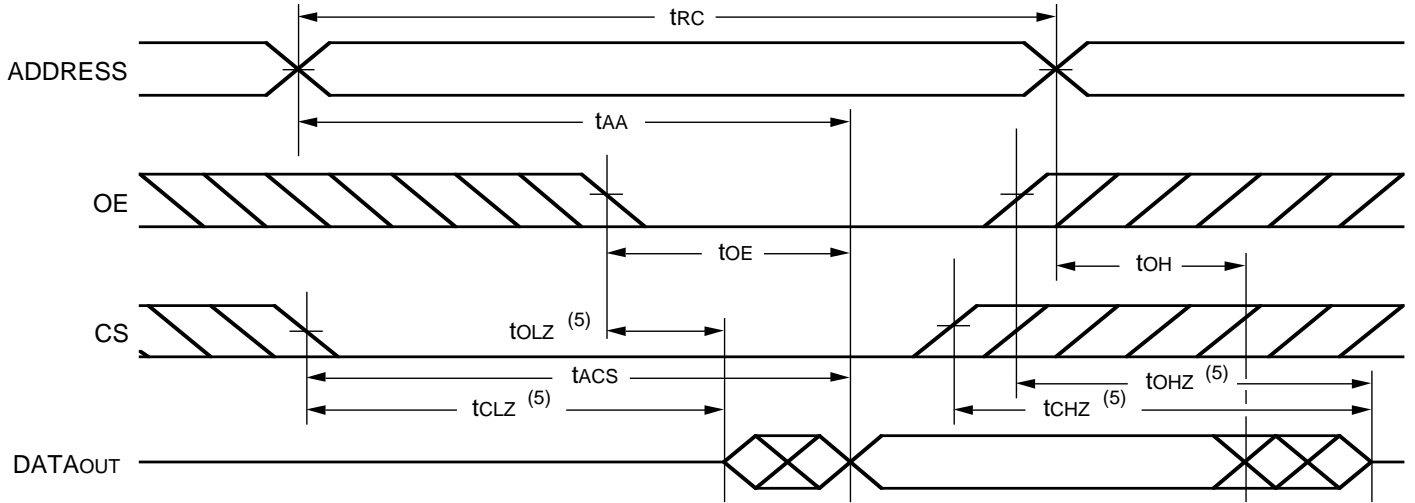 tRC
ADDRESS
tAA
OE
tOE
tOH
CS
tOLZ (5)
tACS
tOHZ (5)
tCLZ (5)
tCHZ (5)
DATAOUT